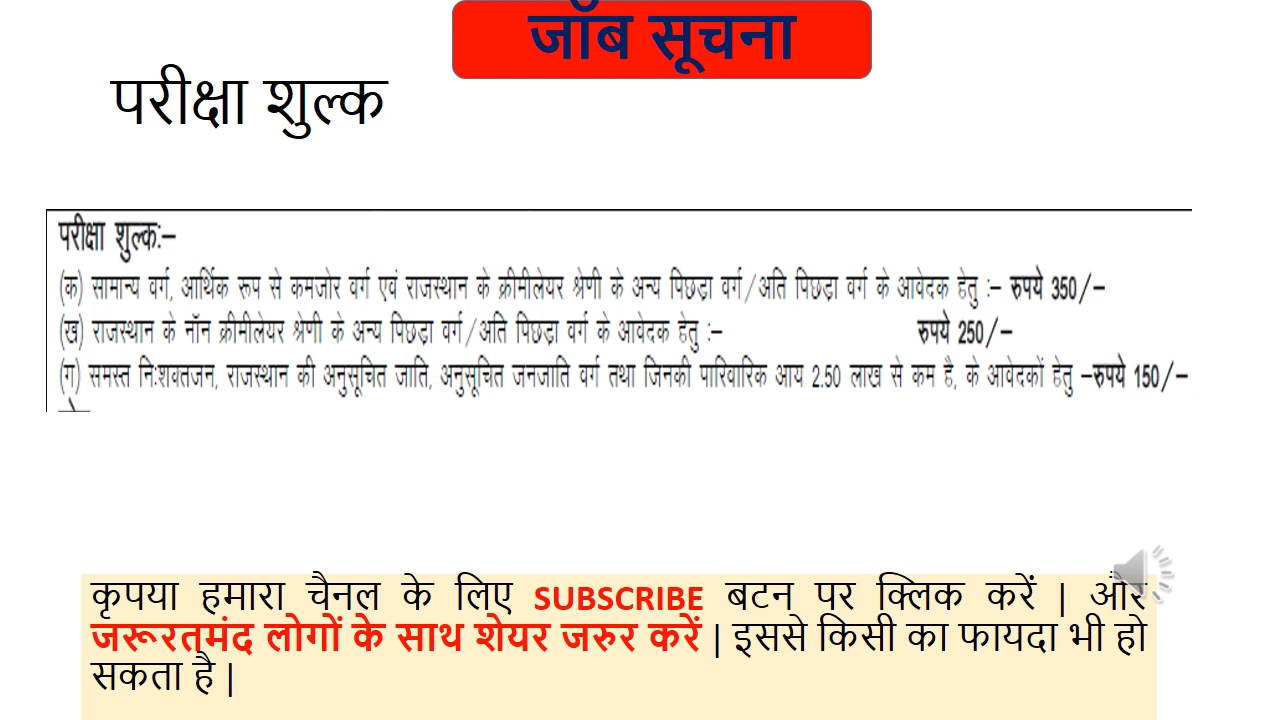 जॉब सूचना
परीक्षा शुल्क
परीक्षा शुल्क:–
(क) सामान्य वर्ग, आर्थिक रूप से कमजोर वर्ग एवं राजस्थान के क्रीमीलेयर श्रेणी के अन्य पिछड़ा वर्ग/अति पिछड़ा वर्ग के आवेदक हेतु :– रुपये 350/–
(ख) राजस्थान के नॉन क्रीमीलेयर श्रेणी के अन्य पिछड़ा वर्ग/अति पिछड़ा वर्ग के आवेदक हेतु :– रुपये 250/–
(ग) समस्त नि:शक्तजन, राजस्थान की अनुसूचित जाति, अनुसूचित जनजाति वर्ग तथा जिनकी पारिवारिक आय 2.50 लाख से कम है, के आवेदकों हेतु –रुपये 150/–
कृपया हमारा चैनल के लिए SUBSCRIBE बटन पर क्लिक करें | और
जरूरतमंद लोगों के साथ शेयर जरुर करें | इससे किसी का फायदा भी हो
सकता है |